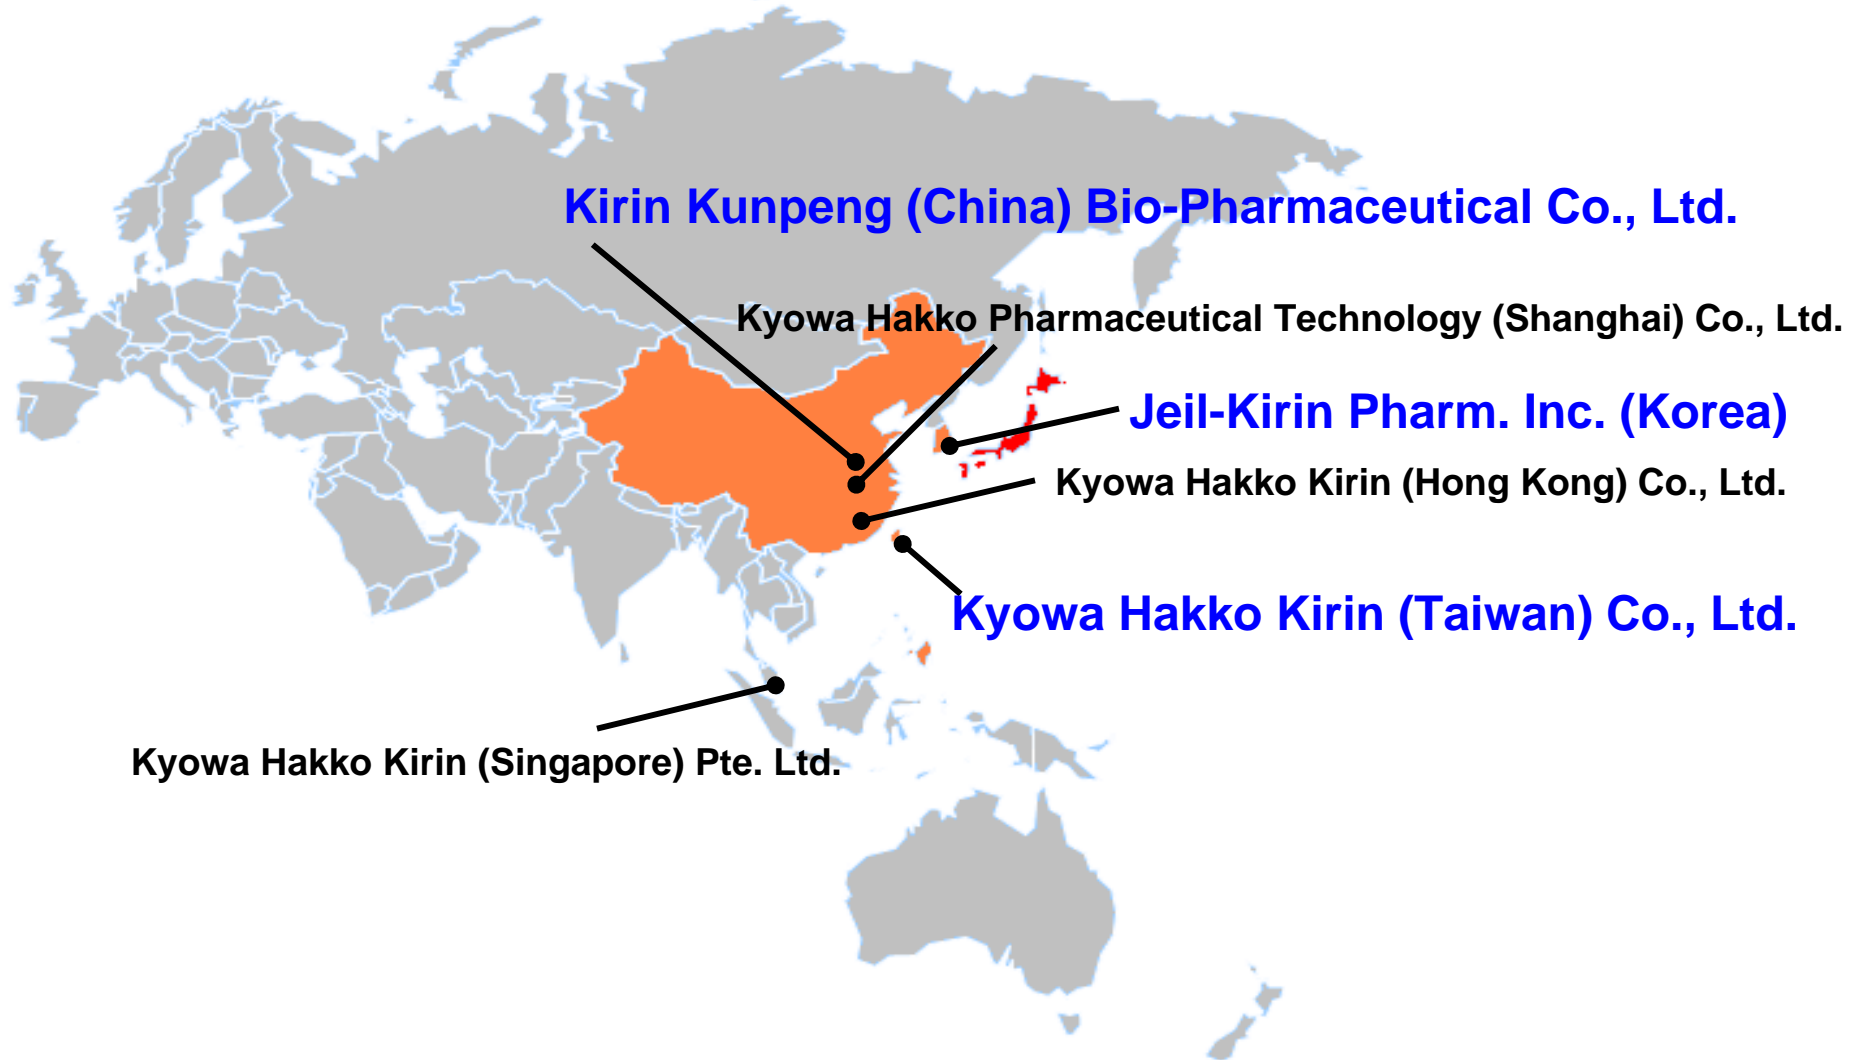 Kirin Kunpeng (China) Bio-Pharmaceutical Co., Ltd.
Kyowa Hakko Pharmaceutical Technology (Shanghai) Co., Ltd.
Jeil-Kirin Pharm. Inc. (Korea)
Kyowa Hakko Kirin (Hong Kong) Co., Ltd.
Kyowa Hakko Kirin (Taiwan) Co., Ltd.
Kyowa Hakko Kirin (Singapore) Pte. Ltd.